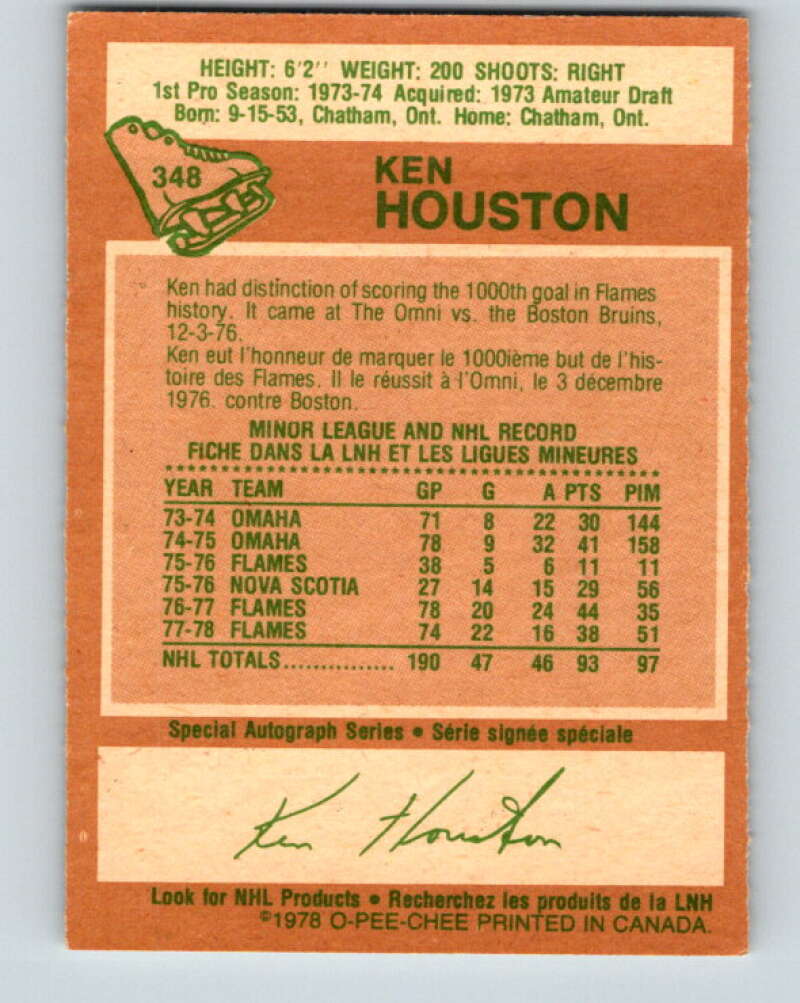 HEIGHT: 6'2'' WEIGHT: 200 SHOOTS: RIGHT
1st Pro Season: 1973-74 Acquired: 1973 Amateur Draft
Born: 9-15-53, Chatham, Ont. Home: Chatham, Ont.
348
KEN
HOUSTON
Ken had distinction of scoring the 1000th goal in Flames
history. It came at The Omni vs. the Boston Bruins,
12-3-76.
Ken eut l'honneur de marquer le 1000ième but de l'his-
toire des Flames. Il le réussit à l'Omni, le 3 décembre
1976. contre Boston.
MINOR LEAGUE AND NHL RECORD
FICHE DANS LA LNH ET LES LIGUES MINEURES
YEAR TEAM GP G A PTS PIM
73-74 OMAHA 71 8 22 30 144
74-75 OMAHA 78 9 32 41 158
75-76 FLAMES 38 5 6 11 11
75-76 NOVA SCOTIA 27 14 15 29 56
76-77 FLAMES 78 20 24 44 35
77-78 FLAMES 74 22 16 38 51
NHL TOTALS............... 190 47 46 93 97
Special Autograph Series • Série signée spéciale
Ken Houston
Look for NHL Products • Recherchez les produits de la LNH
©1978 O-PEE-CHEE PRINTED IN CANADA.